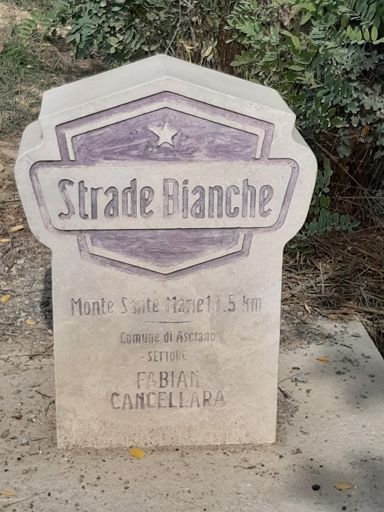 Strade Bianche
Monte Sante Marie 11.5 km
Comune di Asciano
- SETTORE -
FABIAN
CANCELLARA